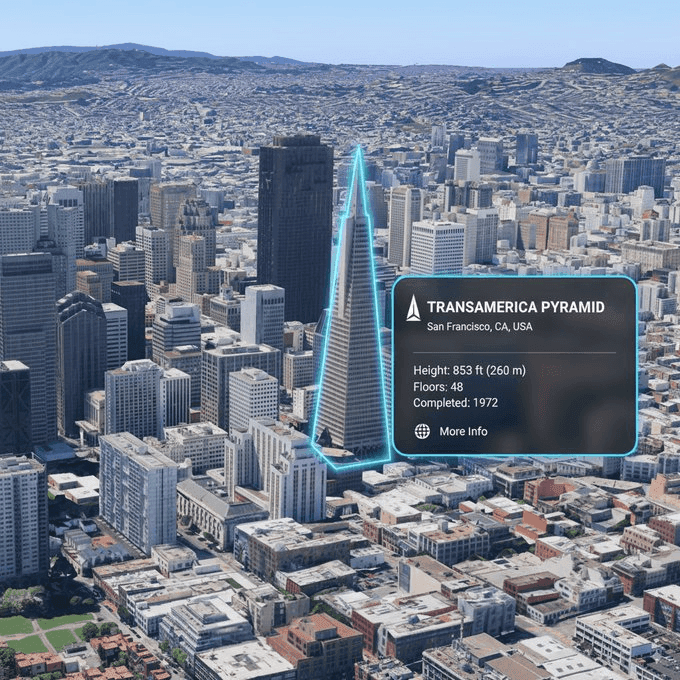 TRANSAMERICA PYRAMID
San Francisco, CA, USA
Height: 853 ft (260 m)
Floors: 48
Completed: 1972
More Info